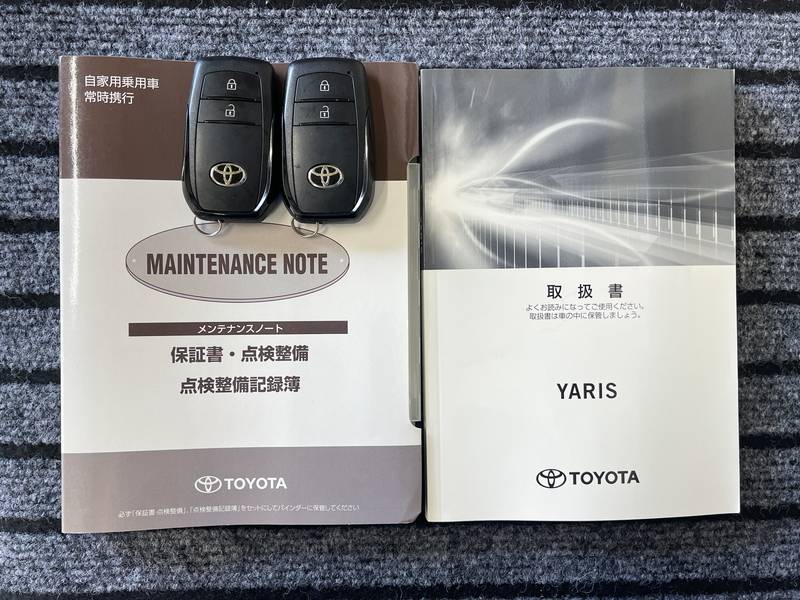 自家用乗用車
常時携行
MAINTENANCE NOTE
メンテナンスノート
保証書・点検整備
点検整備記録簿
TOYOTA
必ず「保証書・点検整備」、「点検整備記録簿」をセットにしてバインダーに保管してください
取扱書
よくお読みになってご使用ください。
取扱書は車の中に保管しましょう。
YARIS
TOYOTA